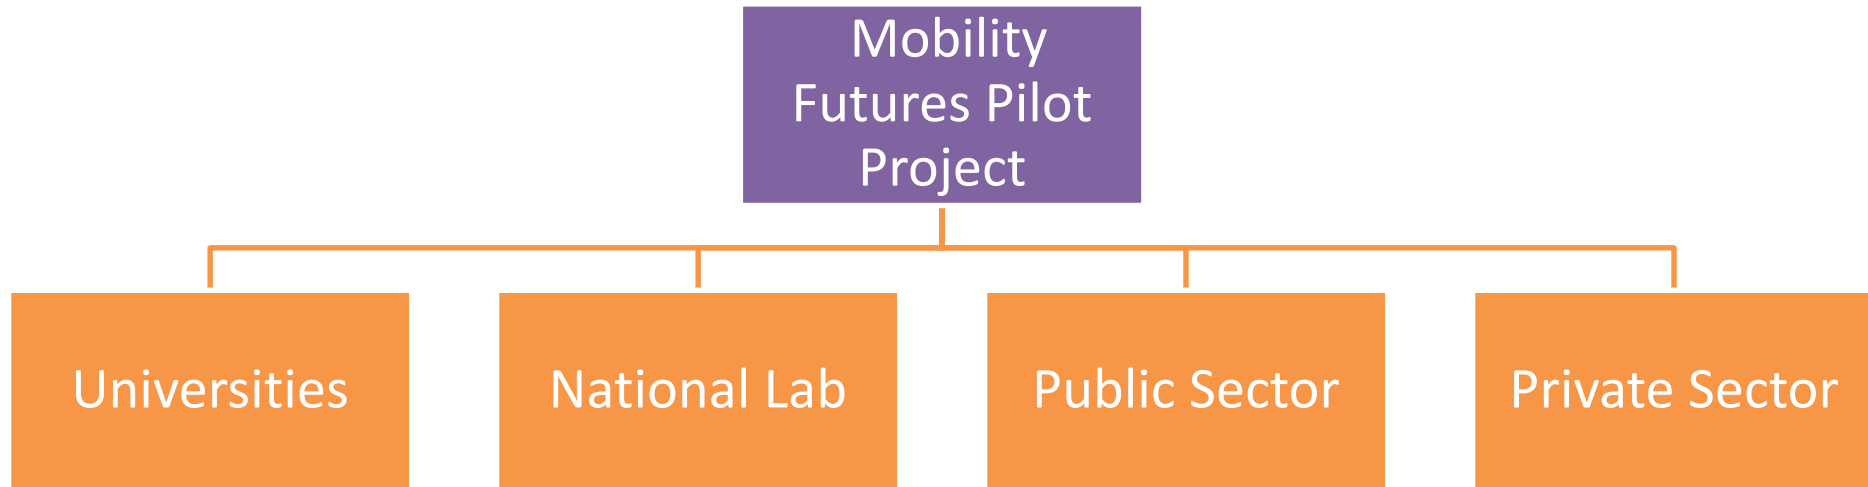 Mobility
Futures Pilot
Project
Universities
National Lab
Public Sector
Private Sector